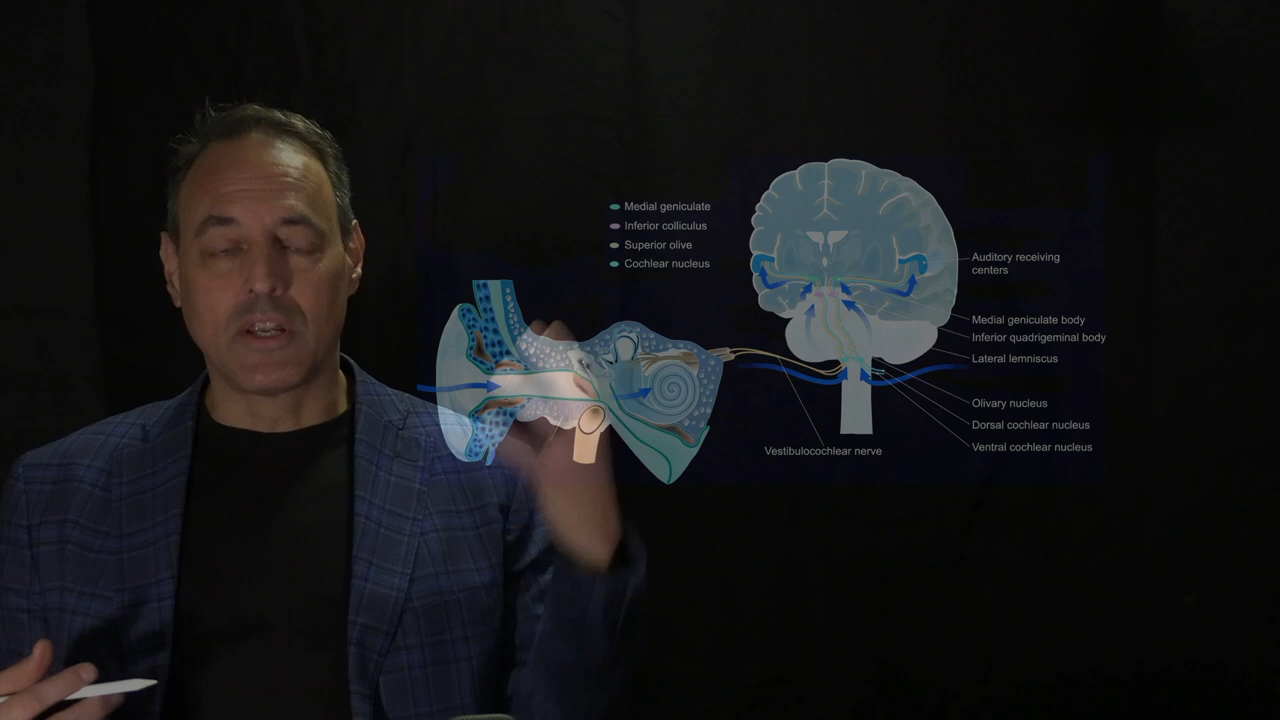 Medial geniculate
Inferior colliculus
Superior olive
Cochlear nucleus
Auditory receiving
centers
Medial geniculate body
Inferior quadrigeminal body
Lateral lemniscus
Olivary nucleus
Dorsal cochlear nucleus
Ventral cochlear nucleus
Vestibulocochlear nerve